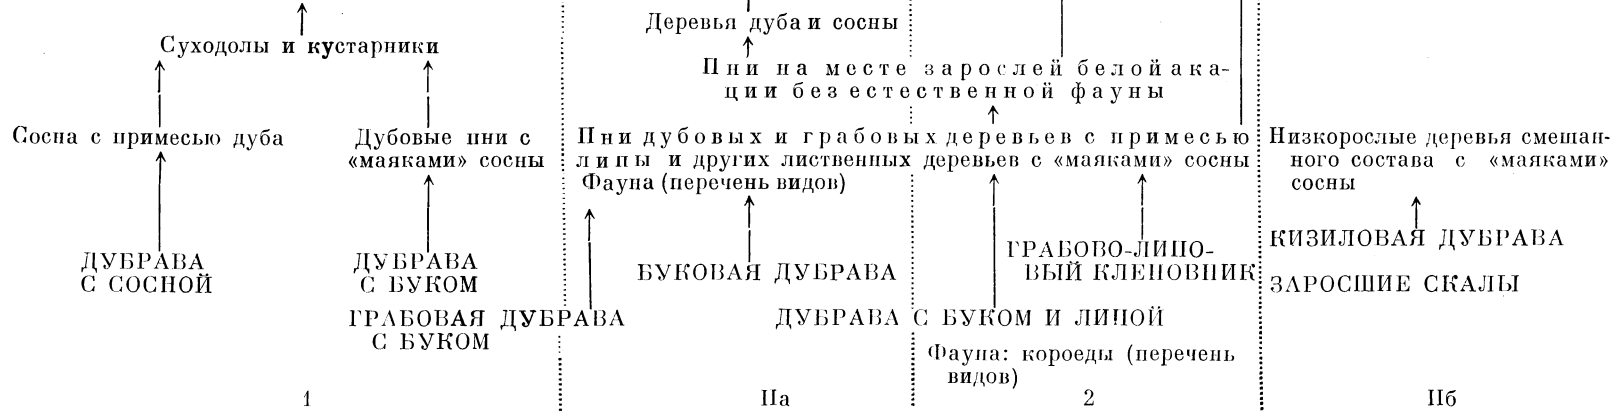 Деревья дуба и сосны
Суходолы и кустарники
Пни на месте зарослей белой ака-
ции без естественной фауны
Сосна с примесью дуба
Дубовые пни с
«маяками» сосны
Пни дубовых и грабовых деревьев с примесью
липы и других лиственных деревьев с «маяками» сосны
Фауна (перечень видов)
Низкорослые деревья смешан-
ного состава с «маяками»
сосны
ДУБРАВА
С СОСНОЙ
ДУБРАВА
С БУКОМ
ГРАБОВАЯ ДУБРАВА
С БУКОМ
БУКОВАЯ ДУБРАВА
ГРАБОВО-ЛИПО-
ВЫЙ КЛЕНОВНИК
ДУБРАВА С БУКОМ И ЛИПОЙ
Фауна: короеды (перечень
видов)
КИЗИЛОВАЯ ДУБРАВА
ЗАРОСШИЕ СКАЛЫ
1
IIа
2
IIб